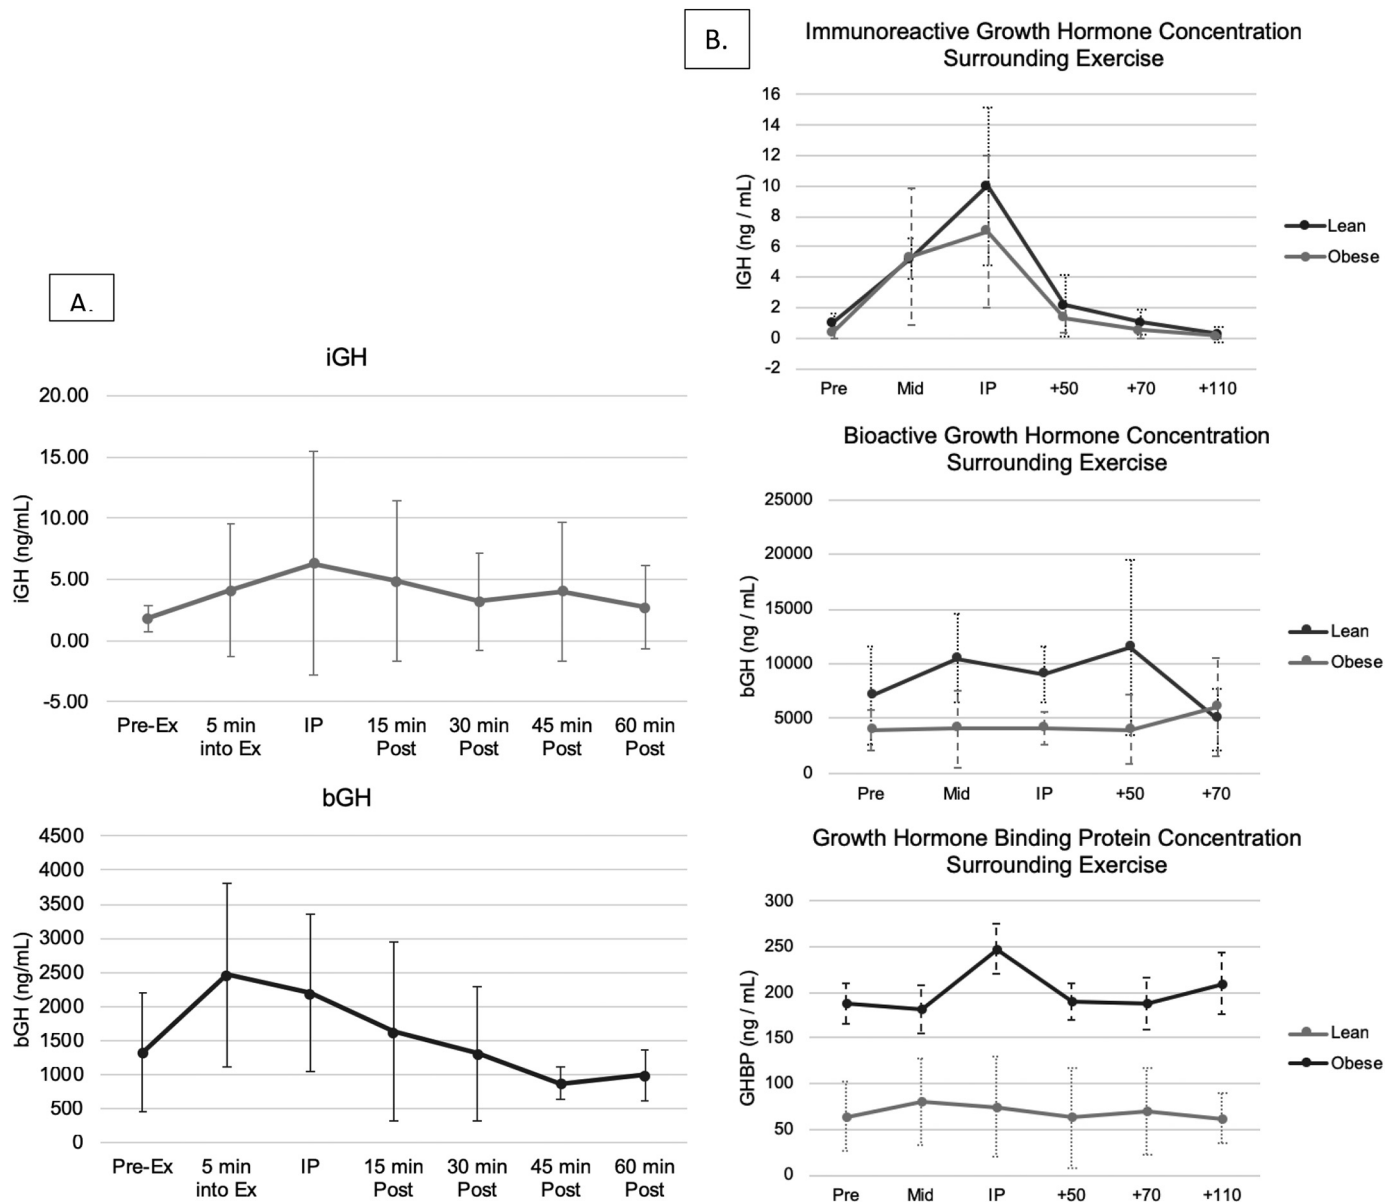 A.
iGH
20.00
15.00
10.00
5.00
0.00
-5.00
iGH (ng/mL)
Pre-Ex 5 min IP 15 min 30 min 45 min 60 min
into Ex Post Post Post Post
bGH
4500
4000
3500
3000
2500
2000
1500
1000
500
0
bGH (ng/mL)
Pre-Ex 5 min IP 15 min 30 min 45 min 60 min
into Ex Post Post Post Post
B.
Immunoreactive Growth Hormone Concentration
Surrounding Exercise
16
14
12
10
8
6
4
2
0
-2
IGH (ng / mL)
Pre Mid IP +50 +70 +110
Lean
Obese
Bioactive Growth Hormone Concentration
Surrounding Exercise
25000
20000
15000
10000
5000
0
bGH (ng / mL)
Pre Mid IP +50 +70
Lean
Obese
Growth Hormone Binding Protein Concentration
Surrounding Exercise
300
250
200
150
100
50
0
GHBP (ng / mL)
Pre Mid IP +50 +70 +110
Lean
Obese